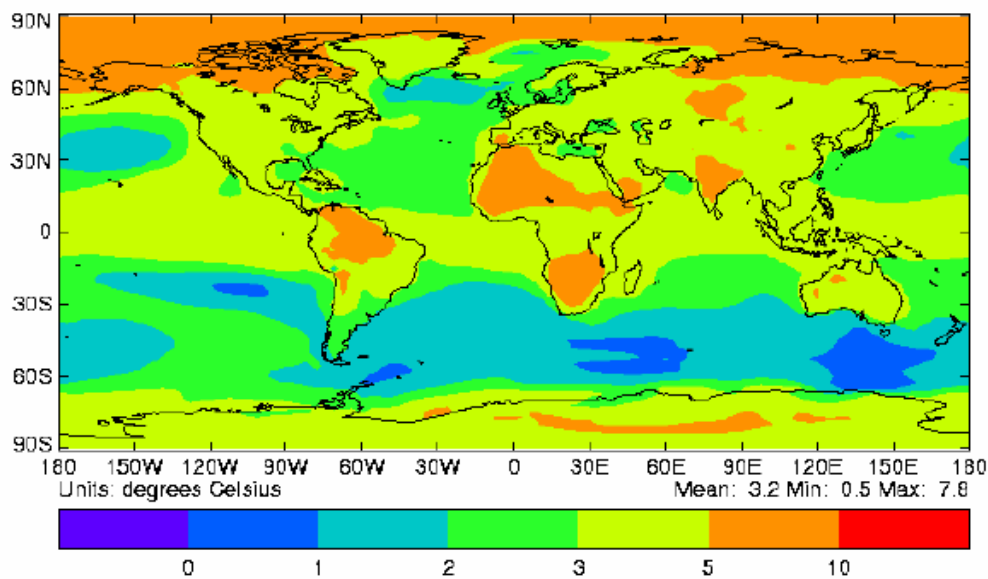 90N
60N
30N
0
30S
60S
90S
180 150W 120W 90W 60W 30W 0 30E 60E 90E 120E 150E 180
Units: degrees Celsius Mean: 3.2 Min: 0.5 Max: 7.8
0 1 2 3 5 10